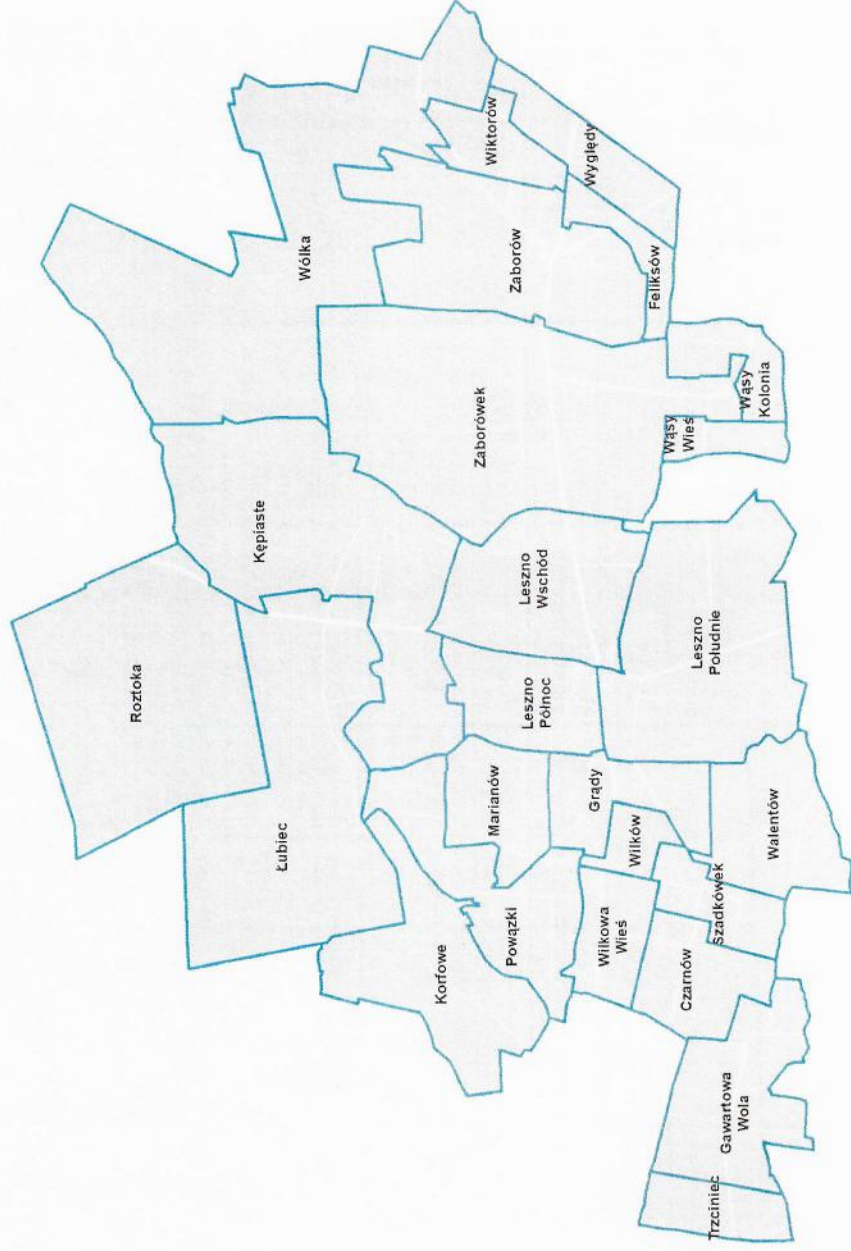 Roztoka
Kępiaste
Wólka
Łubiec
Wiktorów
Wyględy
Zaborów
Feliksów
Zaborówek
Wąsy
Wieś
Wąsy
Kolonia
Leszno
Wschód
Leszno
Północ
Leszno
Południe
Marianów
Grądy
Wilków
Walentów
Korfowe
Powązki
Wilkowa
Wieś
Szadkówek
Czarnów
Gawartowa
Wola
Trzciniec